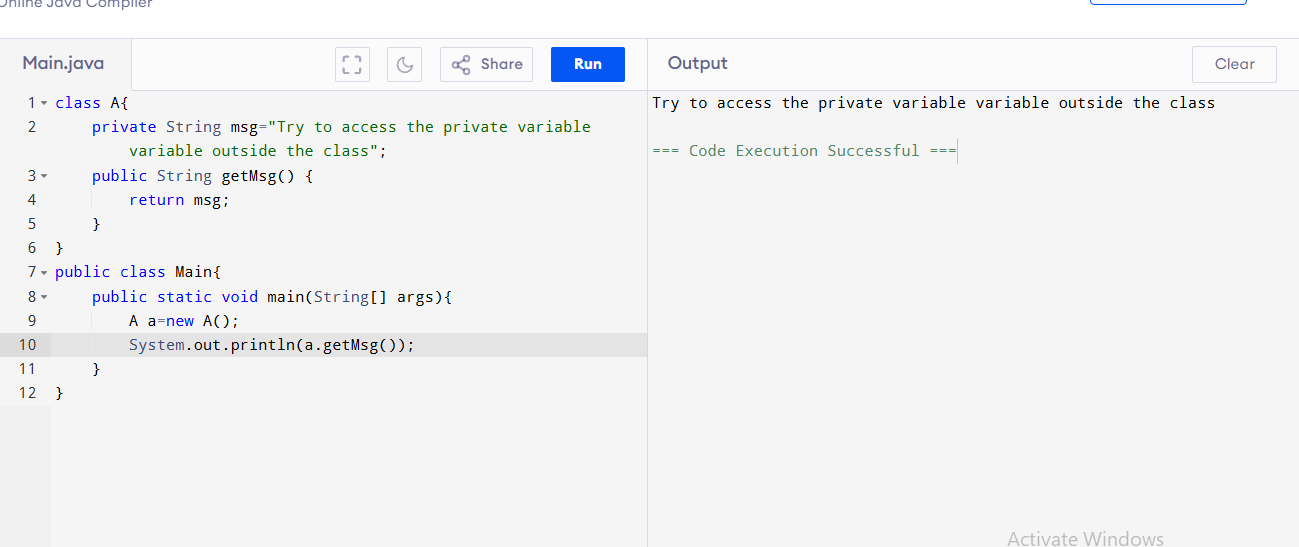 Online Java Compiler
Main.java
Share
Run
Output
Clear
1 class A{
2 private String msg="Try to access the private variable
variable outside the class";
3 public String getMsg() {
4 return msg;
5 }
6 }
7 public class Main{
8 public static void main(String[] args){
9 A a=new A();
10 System.out.println(a.getMsg());
11 }
12 }
Try to access the private variable variable outside the class
=== Code Execution Successful ===
Activate Windows